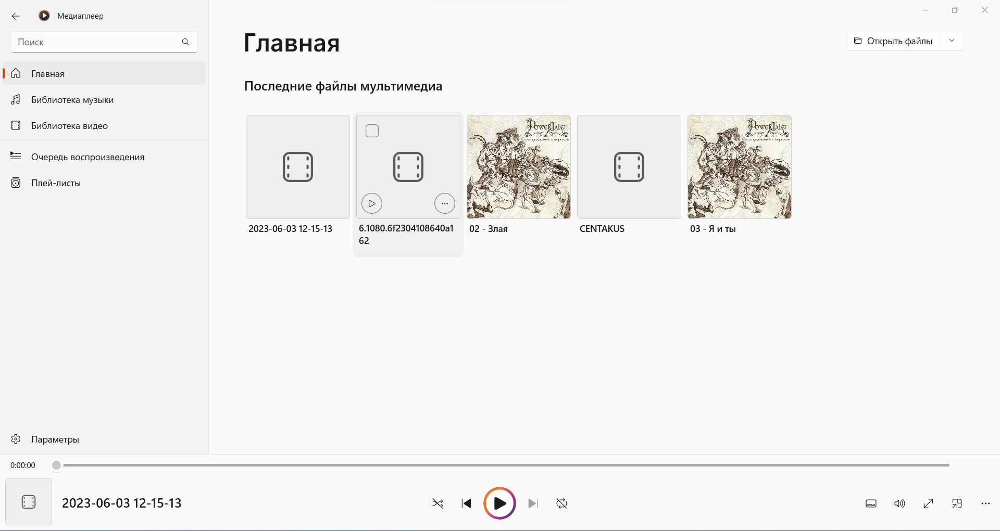 Медиаплеер
Поиск
Главная
Библиотека музыки
Библиотека видео
Очередь воспроизведения
Плей-листы
Параметры
Главная
Открыть файлы
Последние файлы мультимедиа
2023-06-03 12-15-13
6.1080.6f2304108640a1
62
PowerTale
02 - Злая
CENTAKUS
PowerTale
03 - Я и ты
0:00:00
2023-06-03 12-15-13